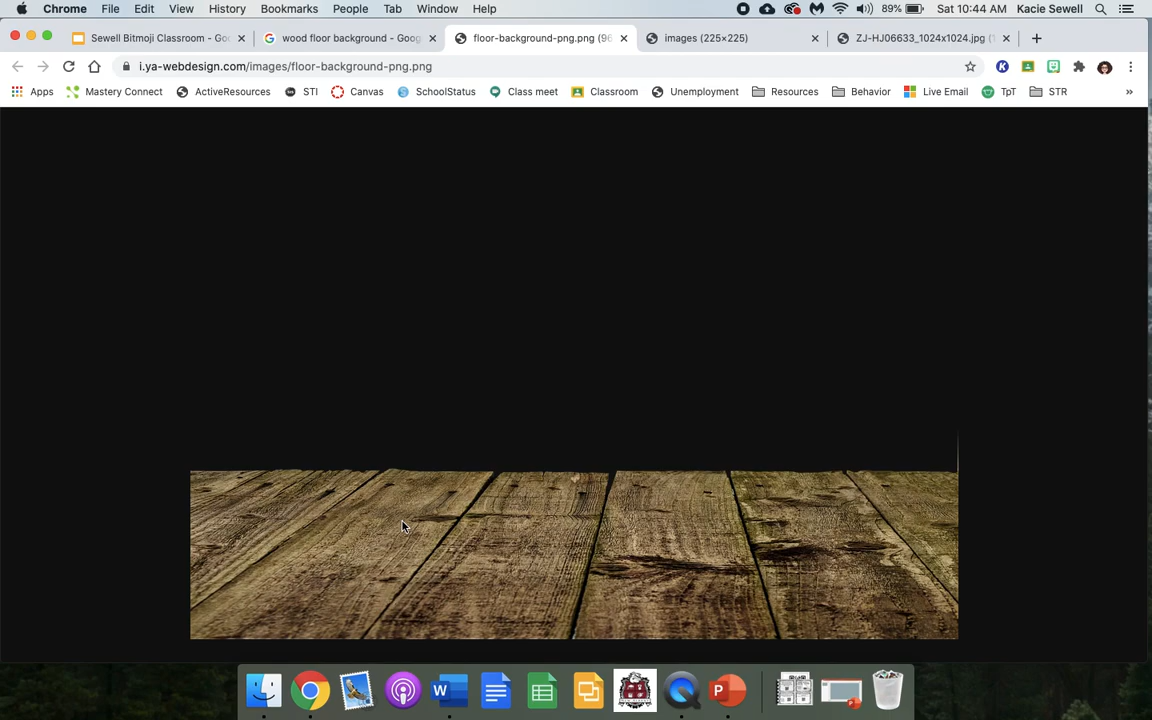 Chrome File Edit View History Bookmarks People Tab Window Help 89% Sat 10:44 AM Kacie Sewell
Sewell Bitmoji Classroom - Goo wood floor background - Goog floor-background-png.png (96 images (225×225) ZJ-HJ06633_1024x1024.jpg (1
i.ya-webdesign.com/images/floor-background-png.png
Apps Mastery Connect ActiveResources STI Canvas SchoolStatus Class meet Classroom Unemployment Resources Behavior Live Email TpT STR »